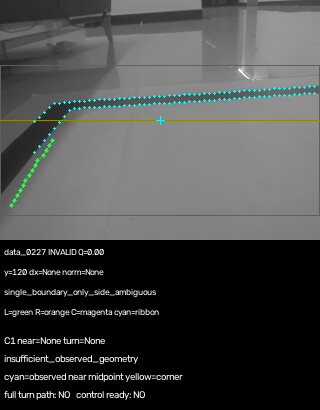 data_0227 INVALID Q=0.00
y=120 dx=None norm=None
single_boundary_only_side_ambiguous
L=green R=orange C=magenta cyan=ribbon
C1 near=None turn=None
insufficient_observed_geometry
cyan=observed near midpoint yellow=corner
full turn path: NO control ready: NO